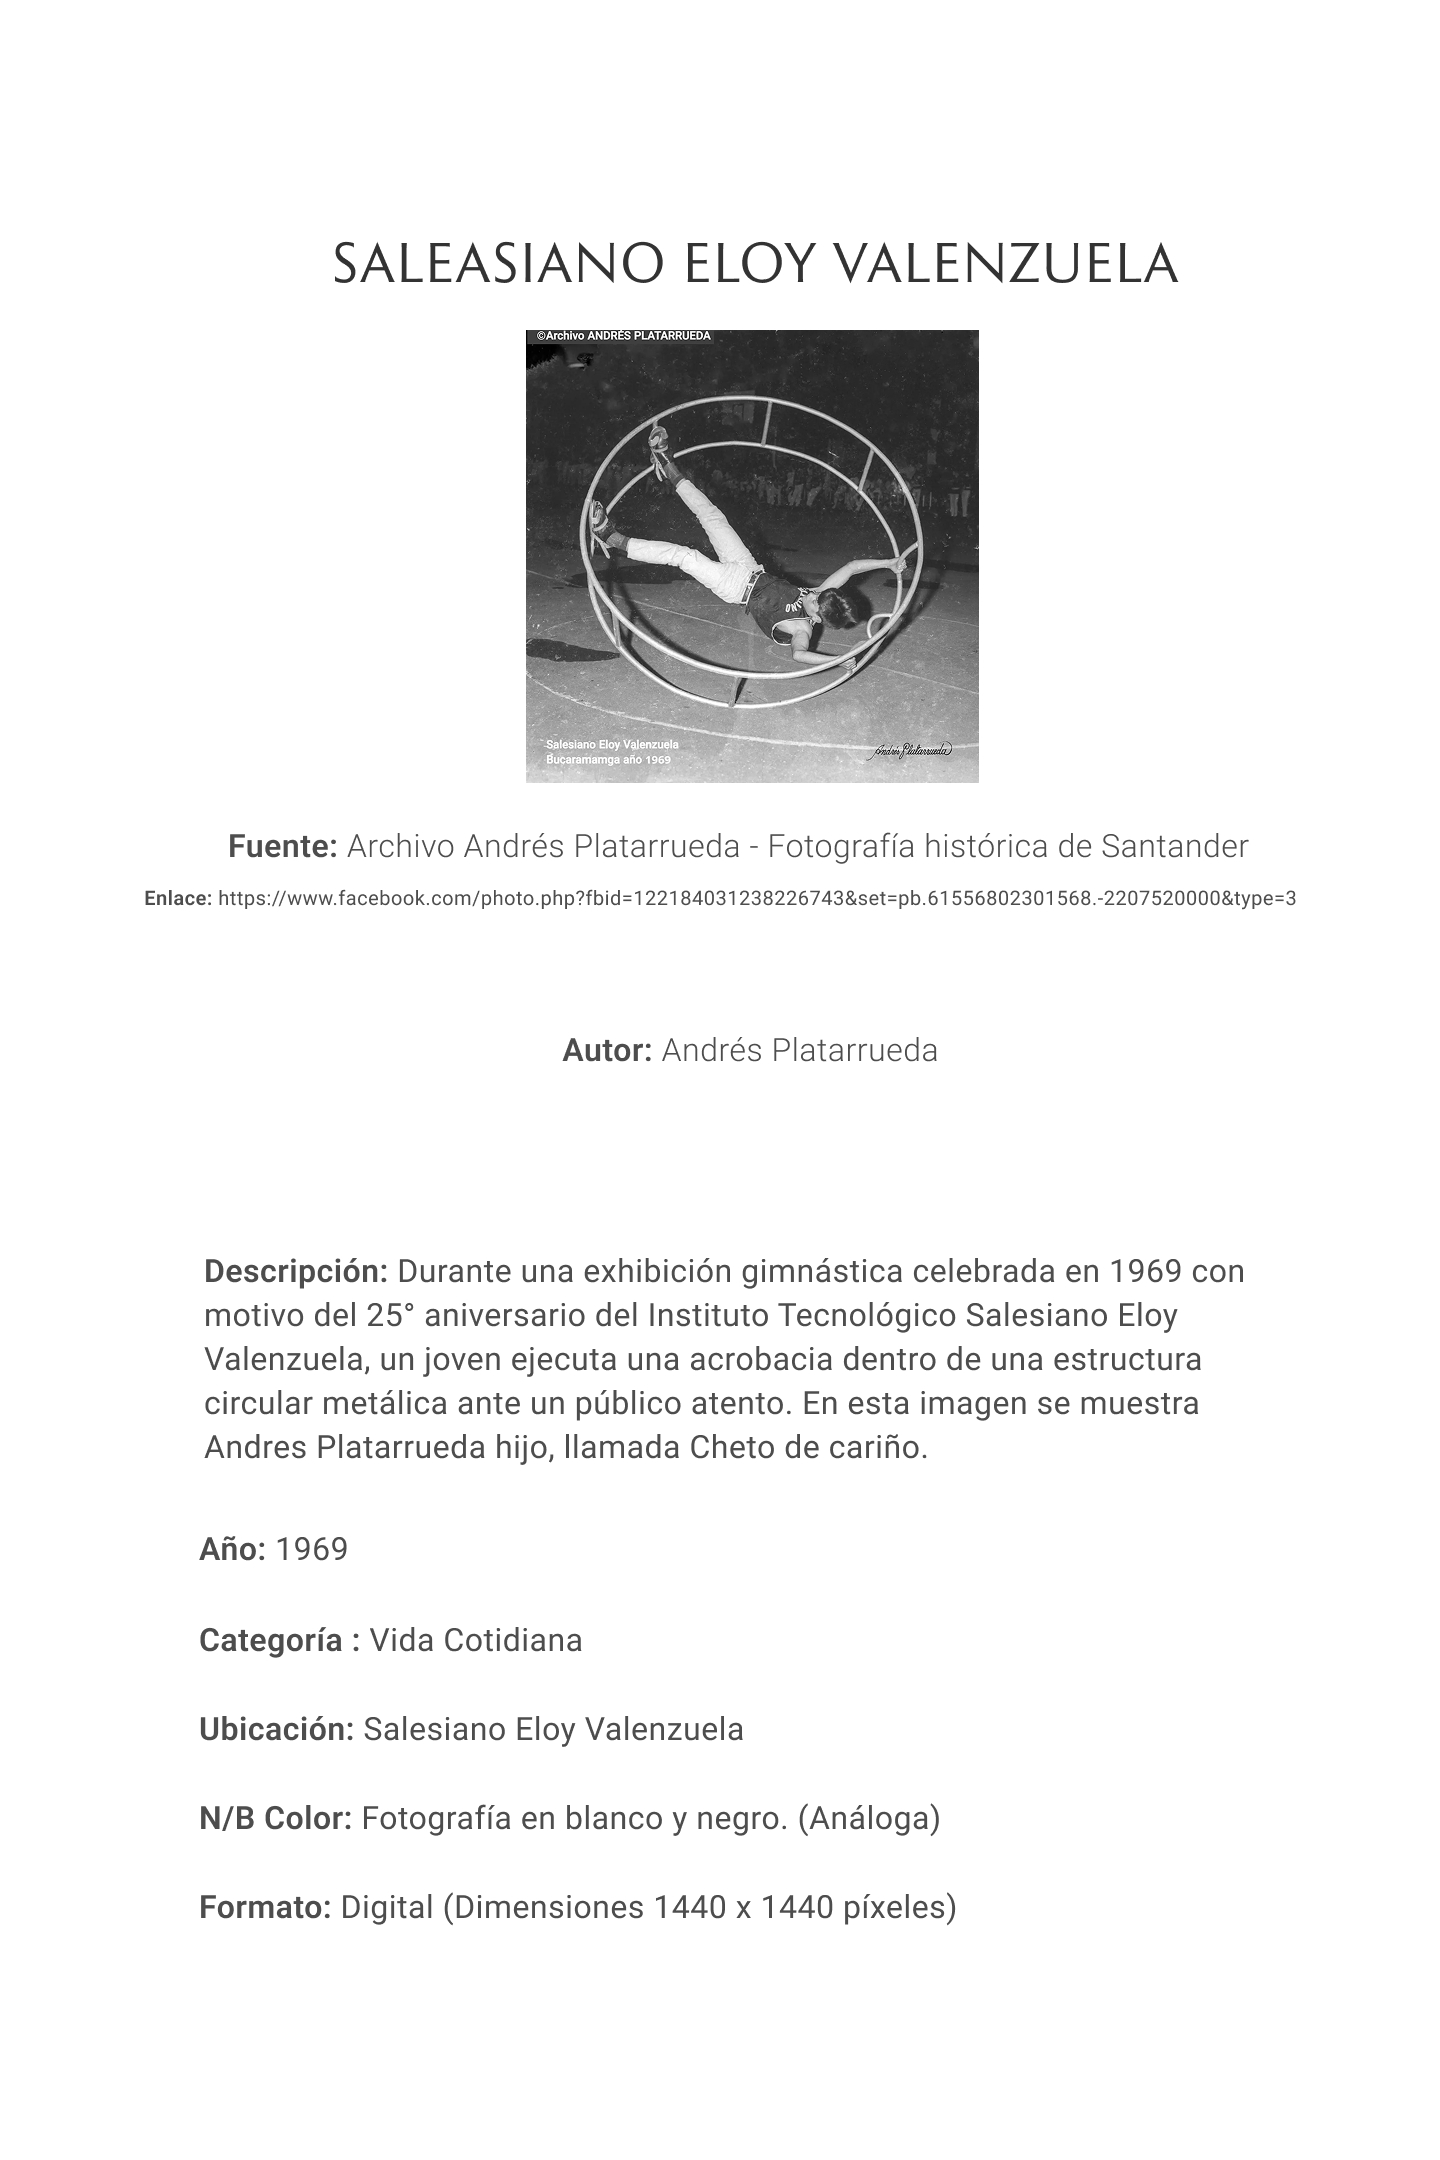 SALEASIANO ELOY VALENZUELA
©Archivo ANDRÉS PLATARRUEDA
Salesiano Eloy Valenzuela
Bucaramamga año 1969
Andrés Platarrueda
Fuente: Archivo Andrés Platarrueda - Fotografía histórica de Santander
Enlace: https://www.facebook.com/photo.php?fbid=122184031238226743&set=pb.61556802301568.-2207520000&type=3
Autor: Andrés Platarrueda
Descripción: Durante una exhibición gimnástica celebrada en 1969 con
motivo del 25° aniversario del Instituto Tecnológico Salesiano Eloy
Valenzuela, un joven ejecuta una acrobacia dentro de una estructura
circular metálica ante un público atento. En esta imagen se muestra
Andres Platarrueda hijo, llamada Cheto de cariño.
Año: 1969
Categoría : Vida Cotidiana
Ubicación: Salesiano Eloy Valenzuela
N/B Color: Fotografía en blanco y negro. (Análoga)
Formato: Digital (Dimensiones 1440 x 1440 píxeles)